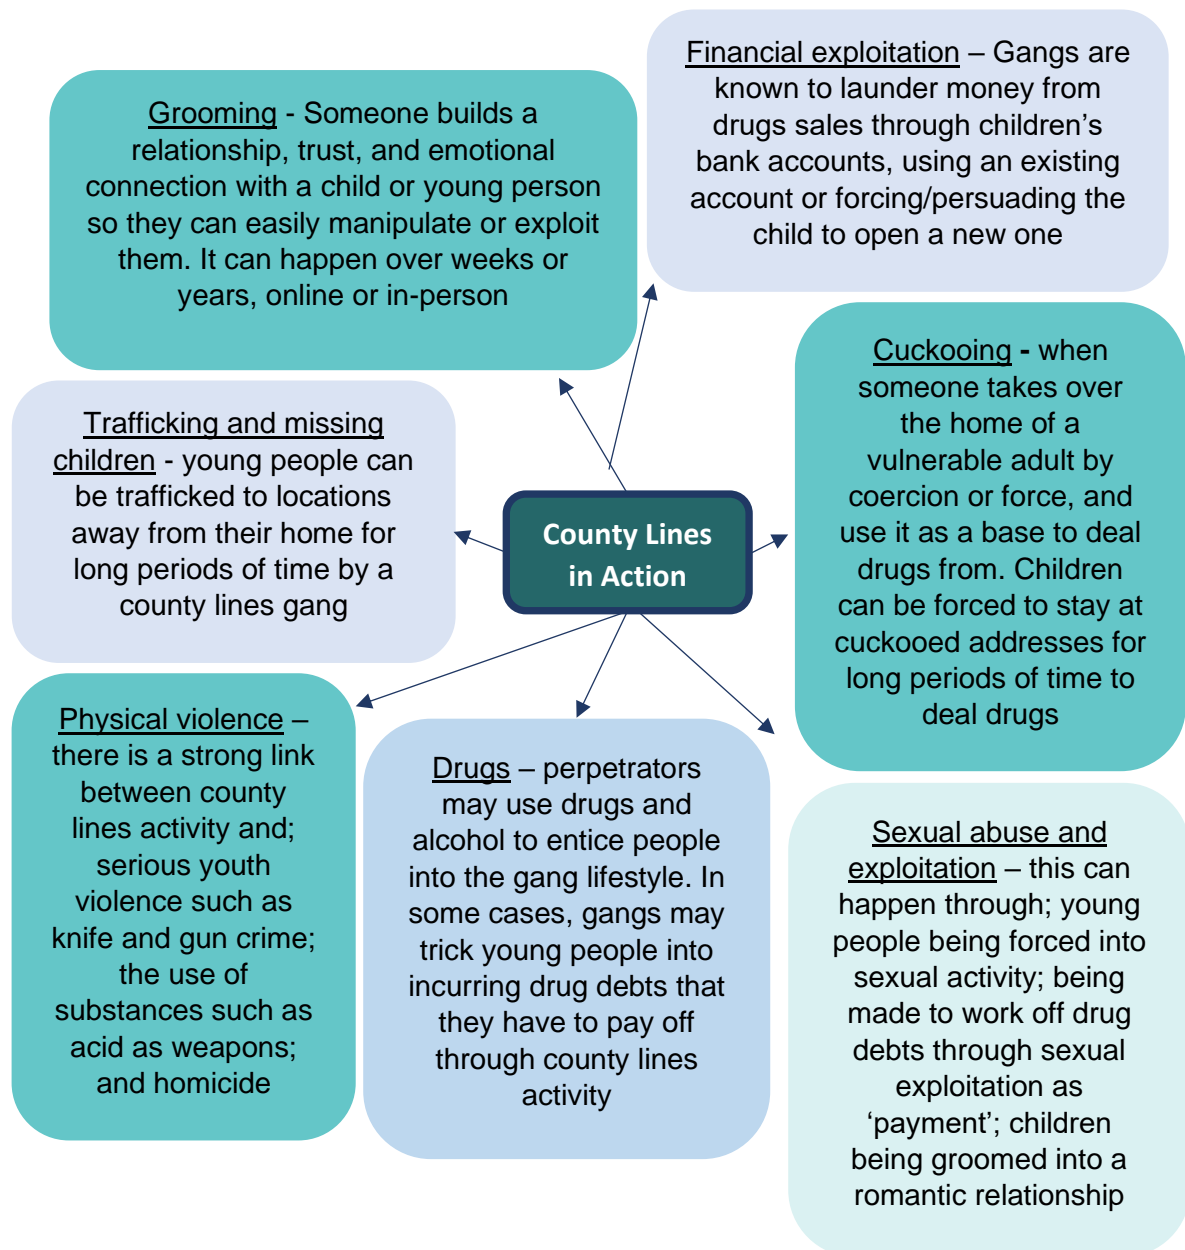 Financial exploitation – Gangs are
known to launder money from
drugs sales through children’s
bank accounts, using an existing
account or forcing/persuading the
child to open a new one
Grooming - Someone builds a
relationship, trust, and emotional
connection with a child or young person
so they can easily manipulate or exploit
them. It can happen over weeks or
years, online or in-person
Cuckooing - when
someone takes over
the home of a
vulnerable adult by
coercion or force, and
use it as a base to deal
drugs from. Children
can be forced to stay at
cuckooed addresses for
long periods of time to
deal drugs
Trafficking and missing
children - young people can
be trafficked to locations
away from their home for
long periods of time by a
county lines gang
County Lines
in Action
Physical violence –
there is a strong link
between county
lines activity and;
serious youth
violence such as
knife and gun crime;
the use of
substances such as
acid as weapons;
and homicide
Drugs – perpetrators
may use drugs and
alcohol to entice people
into the gang lifestyle. In
some cases, gangs may
trick young people into
incurring drug debts that
they have to pay off
through county lines
activity
Sexual abuse and
exploitation – this can
happen through; young
people being forced into
sexual activity; being
made to work off drug
debts through sexual
exploitation as
‘payment’; children
being groomed into a
romantic relationship